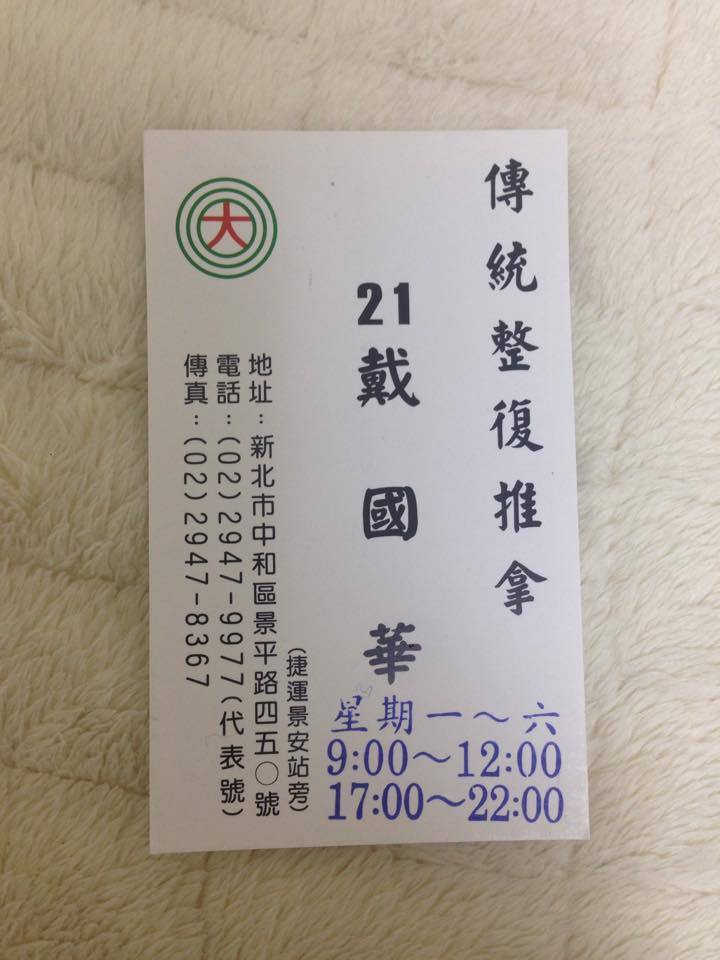 傳統整復推拿
21戴國華
大
(捷運景安站旁)
地址：新北市中和區景平路四五○號
電話：(02)2947-9977(代表號)
傳真：(02)2947-8367
星期一～六
9:00～12:00
17:00～22:00